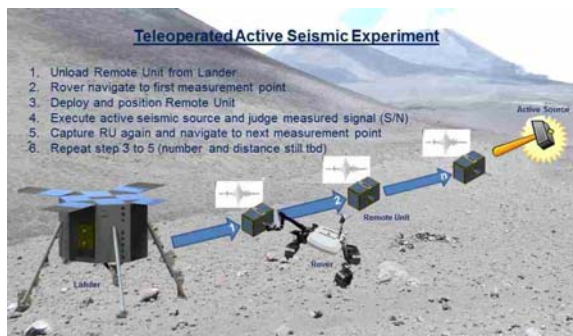 Teleoperated Active Seismic Experiment
1. Unload Remote Unit from Lander
2. Rover navigate to first measurement point
3. Deploy and position Remote Unit
4. Execute active seismic source and judge measured signal (S/N)
5. Capture RU again and navigate to next measurement point
6. Repeat step 3 to 5 (number and distance still tbd)
Active Source
n
2
Remote Unit
1
Rover
Lander